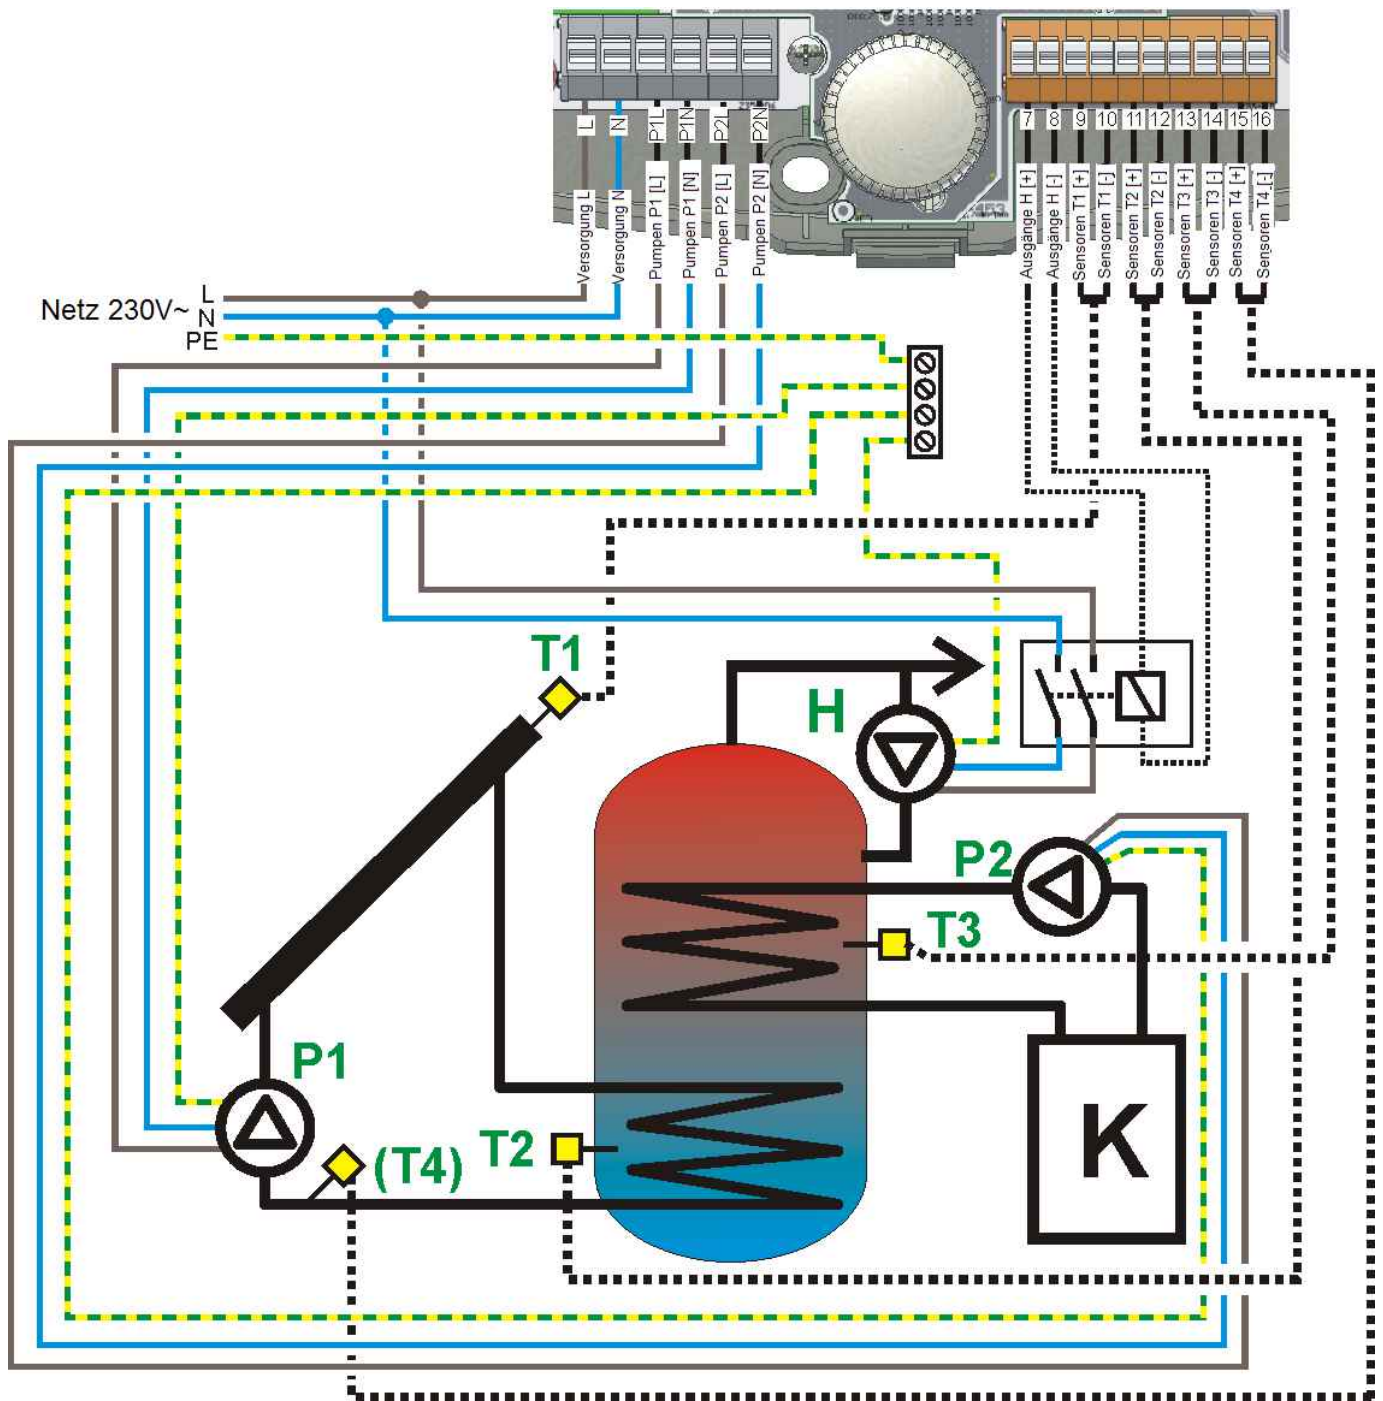 L
N
P1L
P1N
P2L
P2N
7
8
9
10
11
12
13
14
15
16
Versorgung L
Versorgung N
Pumpen P1 [L]
Pumpen P1 [N]
Pumpen P2 [L]
Pumpen P2 [N]
Ausgänge H [+]
Ausgänge H [-]
Sensoren T1 [+]
Sensoren T1 [-]
Sensoren T2 [+]
Sensoren T2 [-]
Sensoren T3 [+]
Sensoren T3 [-]
Sensoren T4 [+]
Sensoren T4 [-]
Netz 230V~
L
N
PE
T1
H
P2
T3
P1
(T4)
T2
K